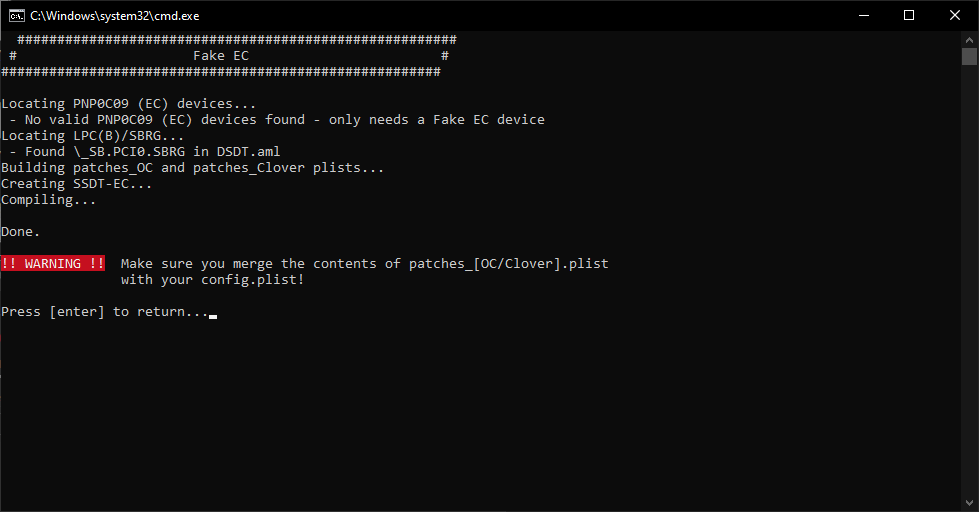 C:\Windows\system32\cmd.exe
#######################################################
# Fake EC #
#######################################################
Locating PNP0C09 (EC) devices...
- No valid PNP0C09 (EC) devices found - only needs a Fake EC device
Locating LPC(B)/SBRG...
- Found \_SB.PCI0.SBRG in DSDT.aml
Building patches_OC and patches_Clover plists...
Creating SSDT-EC...
Compiling...
Done.
!! WARNING !! Make sure you merge the contents of patches_[OC/Clover].plist
with your config.plist!
Press [enter] to return...